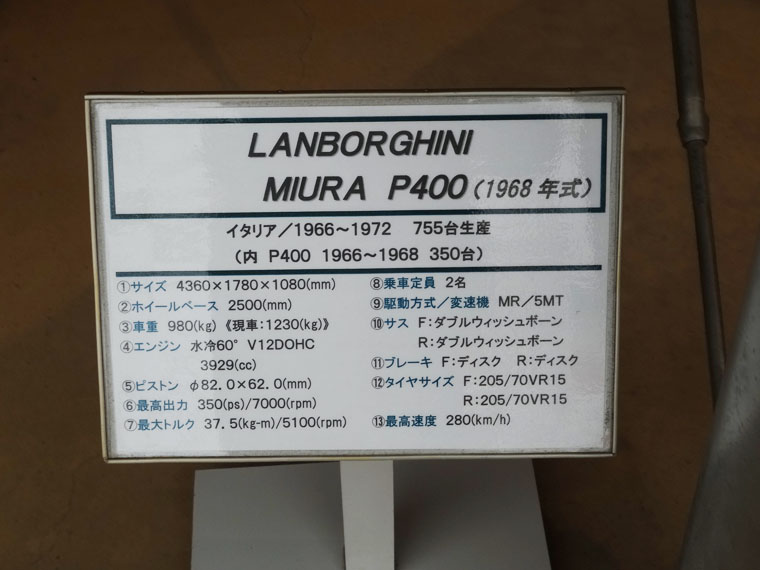 LANBORGHINI
MIURA P400 (1968 年式)
イタリア／1966～1972 755台生産
（内 P400 1966～1968 350台）
①サイズ 4360×1780×1080(mm)
②ホイールベース 2500(mm)
③車重 980(kg) 《現車:1230(kg)》
④エンジン 水冷60° V12DOHC
3929(cc)
⑤ピストン φ82.0×62.0(mm)
⑥最高出力 350(ps)/7000(rpm)
⑦最大トルク 37.5(kg-m)/5100(rpm)
⑧乗車定員 2名
⑨駆動方式／変速機 MR／5MT
⑩サス F:ダブルウィッシュボーン
R:ダブルウィッシュボーン
⑪ブレーキ F:ディスク R:ディスク
⑫タイヤサイズ F:205/70VR15
R:205/70VR15
⑬最高速度 280(km/h)